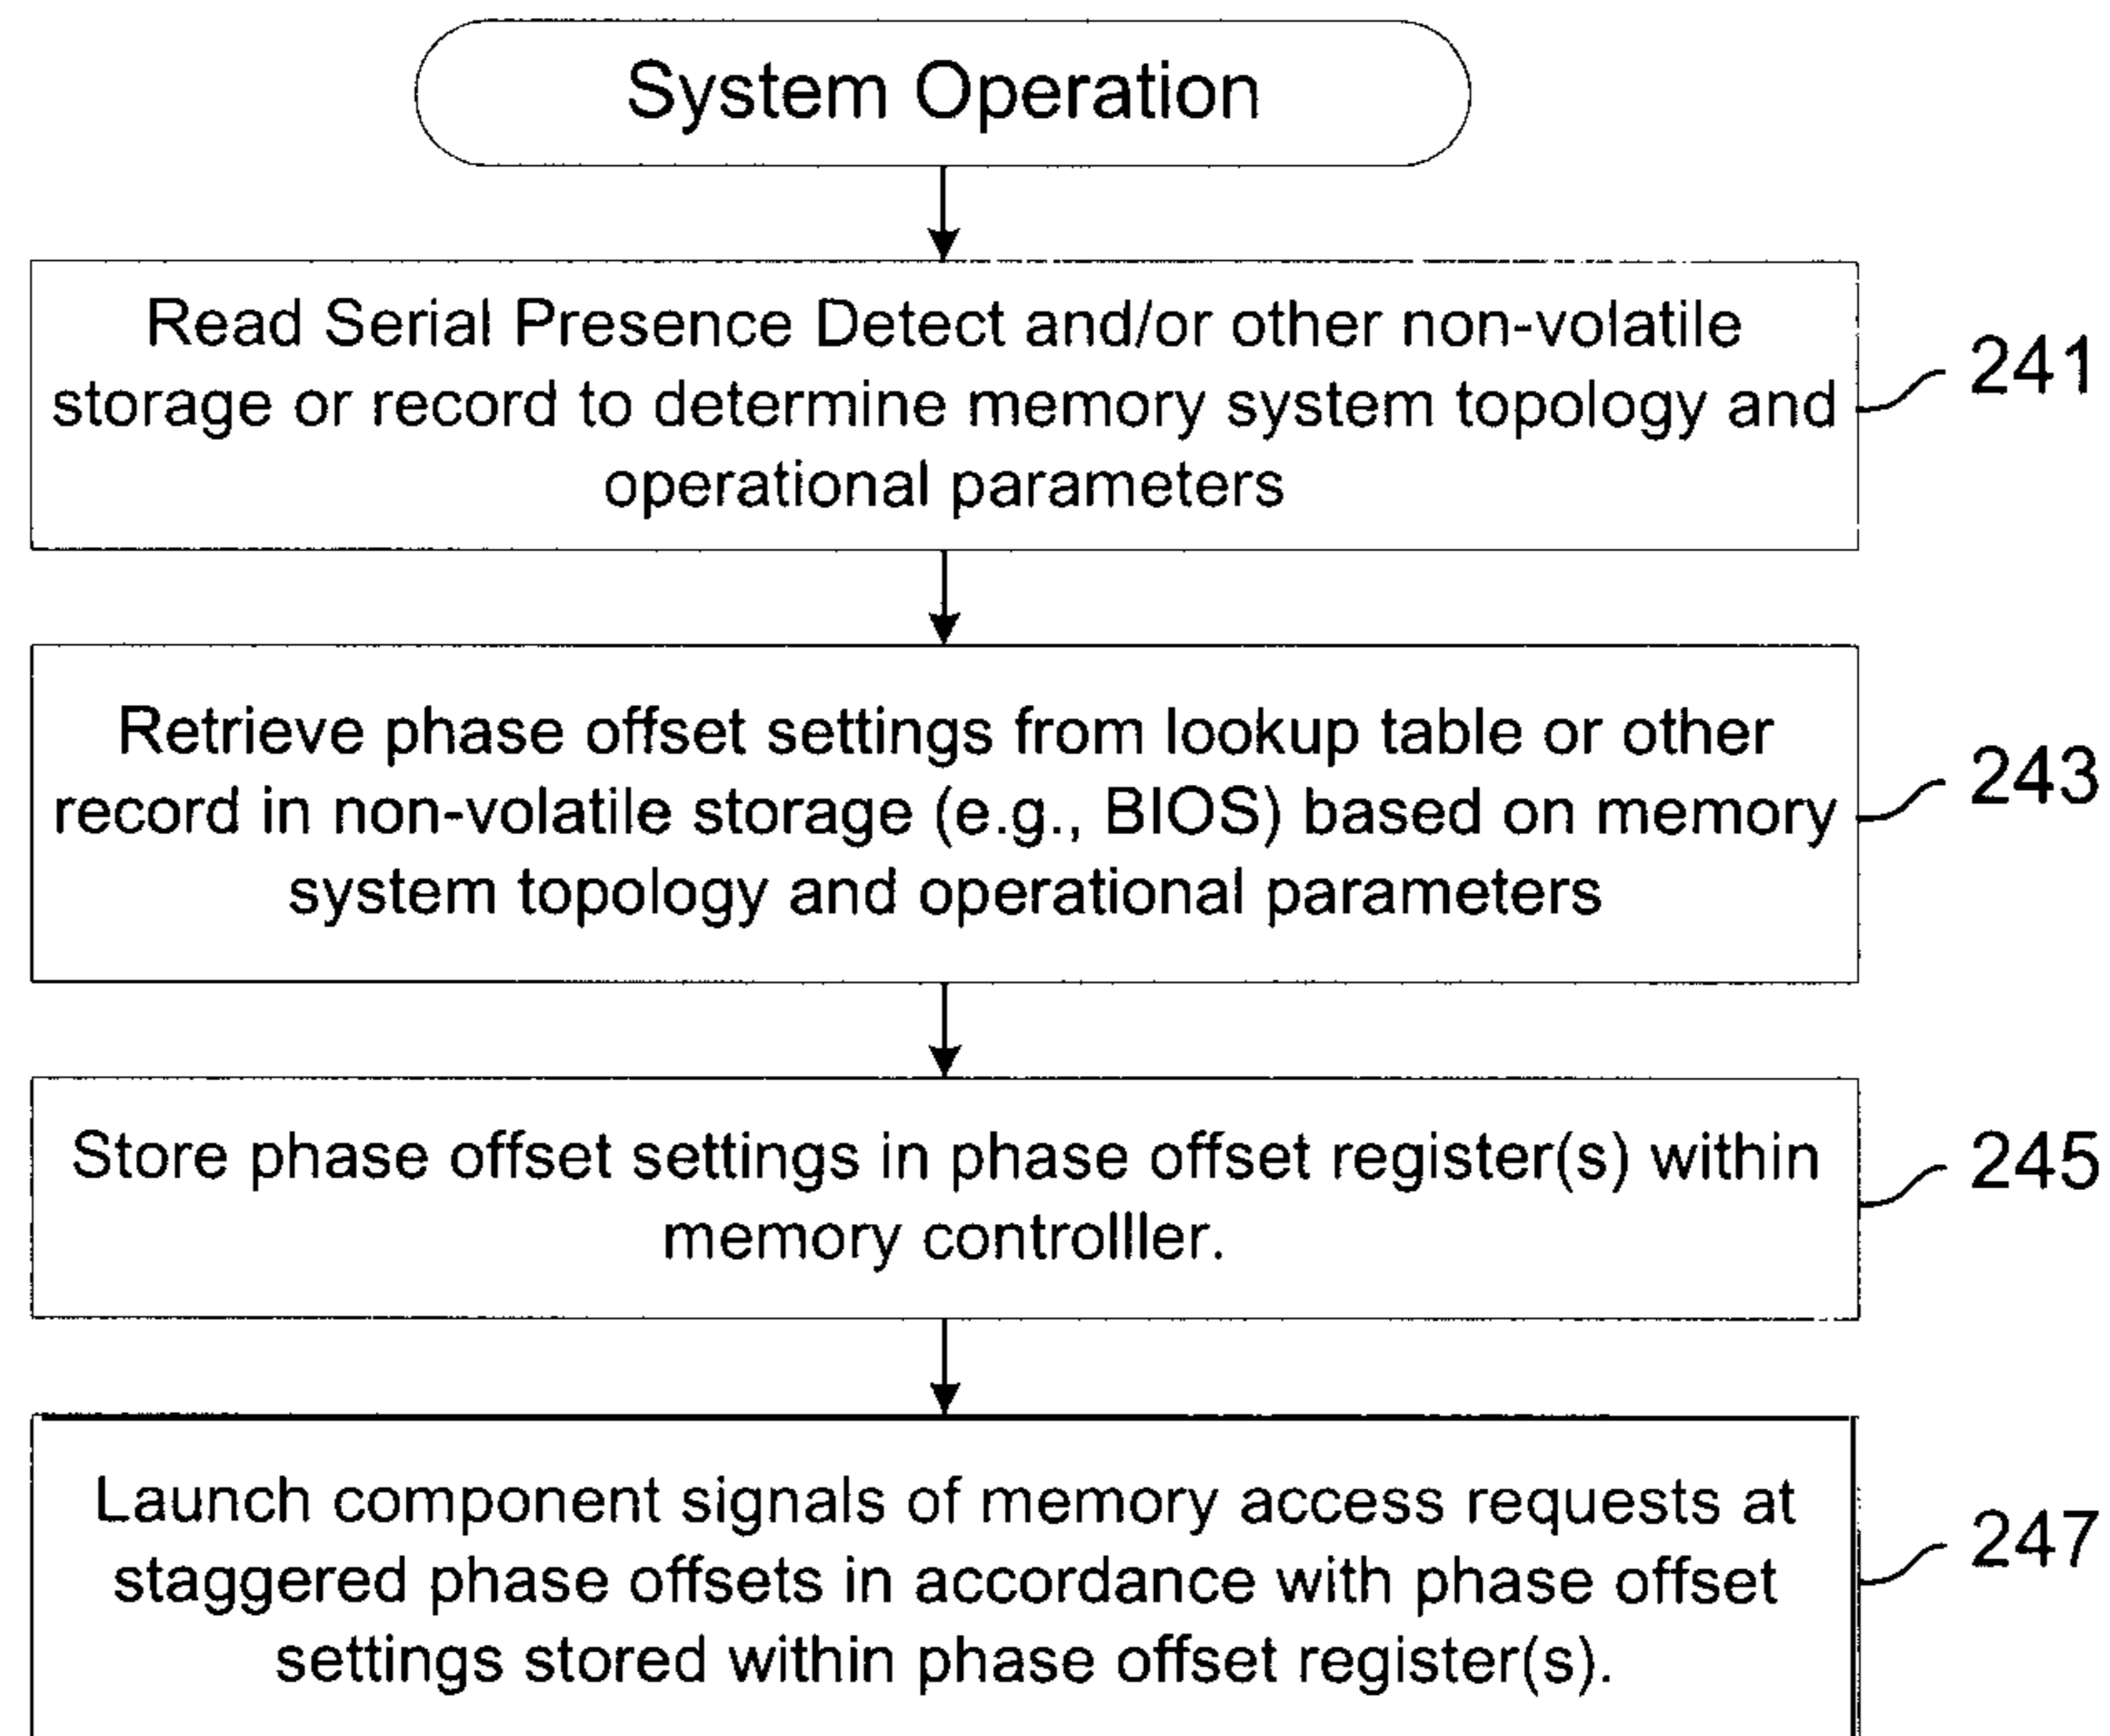 System Operation
Read Serial Presence Detect and/or other non-volatile
storage or record to determine memory system topology and
operational parameters
241
Retrieve phase offset settings from lookup table or other
record in non-volatile storage (e.g., BIOS) based on memory
system topology and operational parameters
243
Store phase offset settings in phase offset register(s) within
memory controlller.
245
Launch component signals of memory access requests at
staggered phase offsets in accordance with phase offset
settings stored within phase offset register(s).
247